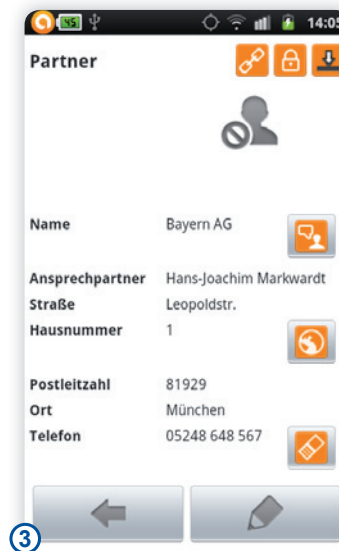 45 14:05
Partner
Name Bayern AG
Ansprechpartner Hans-Joachim Markwardt
Straße Leopoldstr.
Hausnummer 1
Postleitzahl 81929
Ort München
Telefon 05248 648 567
3